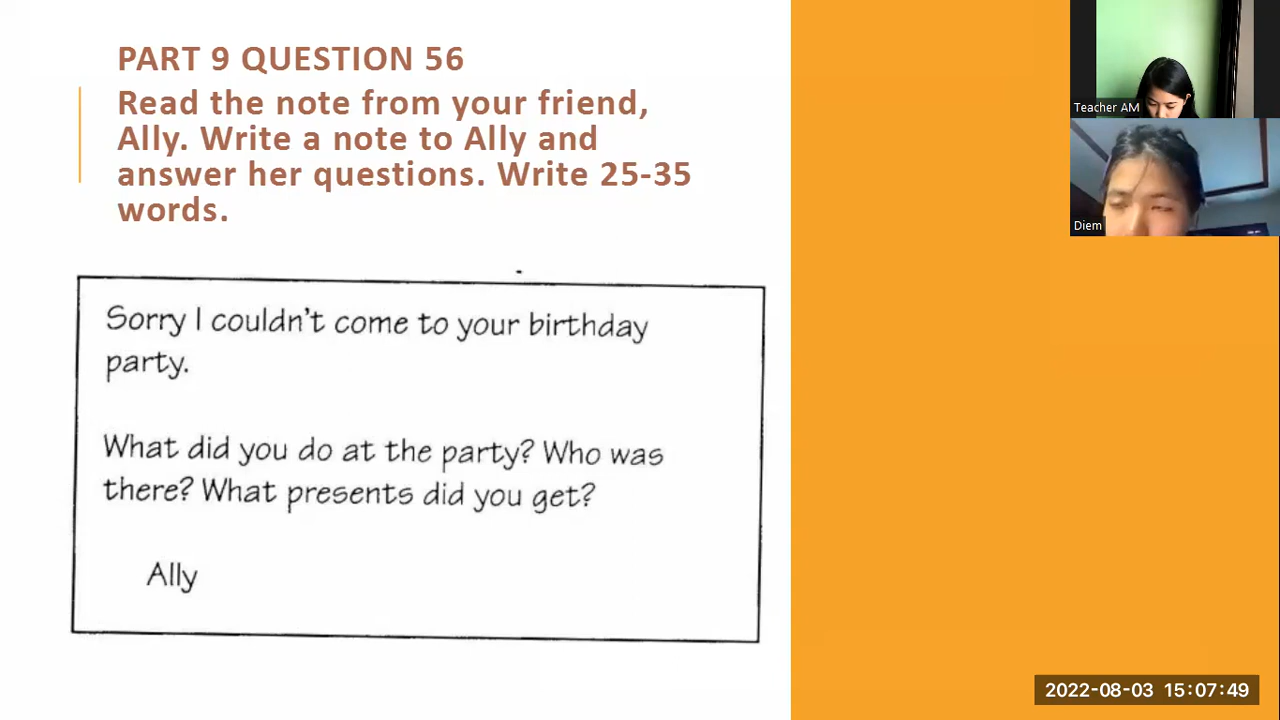 PART 9 QUESTION 56
Read the note from your friend,
Ally. Write a note to Ally and
answer her questions. Write 25-35
words.
Sorry I couldn't come to your birthday
party.
What did you do at the party? Who was
there? What presents did you get?
Ally
Teacher AM
Diem
2022-08-03 15:07:49